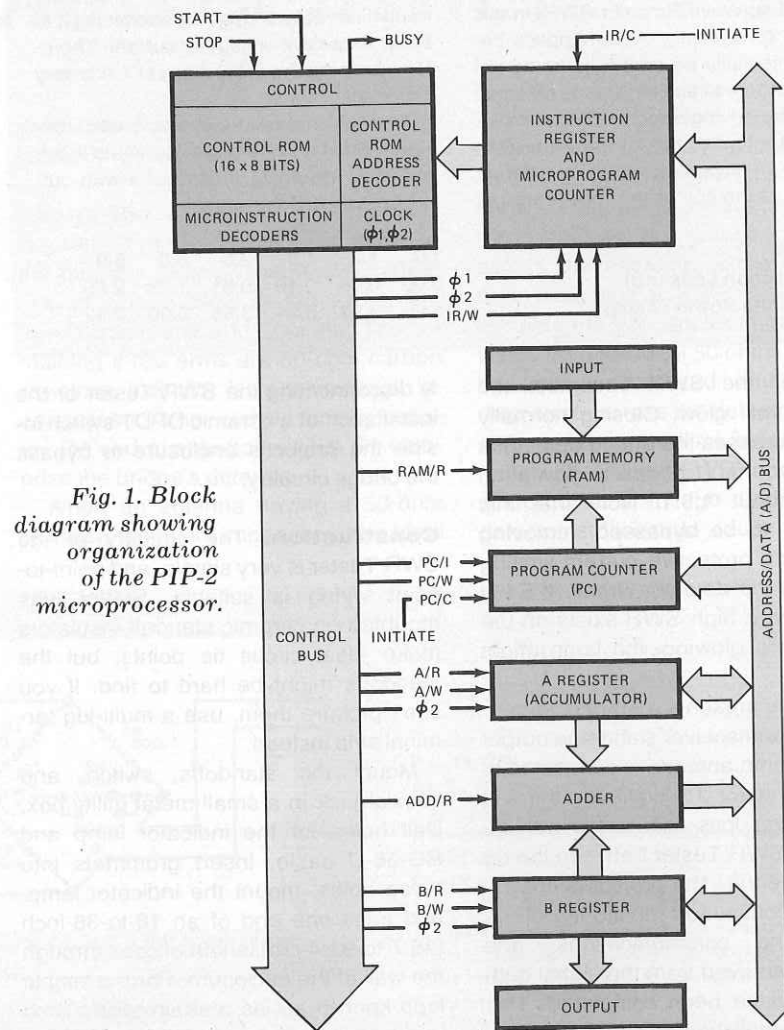 START
STOP
BUSY
IR/C
INITIATE
CONTROL
CONTROL ROM
(16 x 8 BITS)
CONTROL
ROM
ADDRESS
DECODER
MICROINSTRUCTION
DECODERS
CLOCK
(ϕ1,ϕ2)
INSTRUCTION
REGISTER
AND
MICROPROGRAM
COUNTER
ϕ1
ϕ2
IR/W
INPUT
RAM/R
PROGRAM MEMORY
(RAM)
Fig. 1. Block
diagram showing
organization
of the PIP-2
microprocessor.
PC/I
PC/W
PC/C
PROGRAM COUNTER
(PC)
CONTROL
BUS
INITIATE
A/R
A/W
ϕ2
A REGISTER
(ACCUMULATOR)
ADD/R
ADDER
B/R
B/W
ϕ2
B REGISTER
OUTPUT
ADDRESS/DATA (A/D) BUS